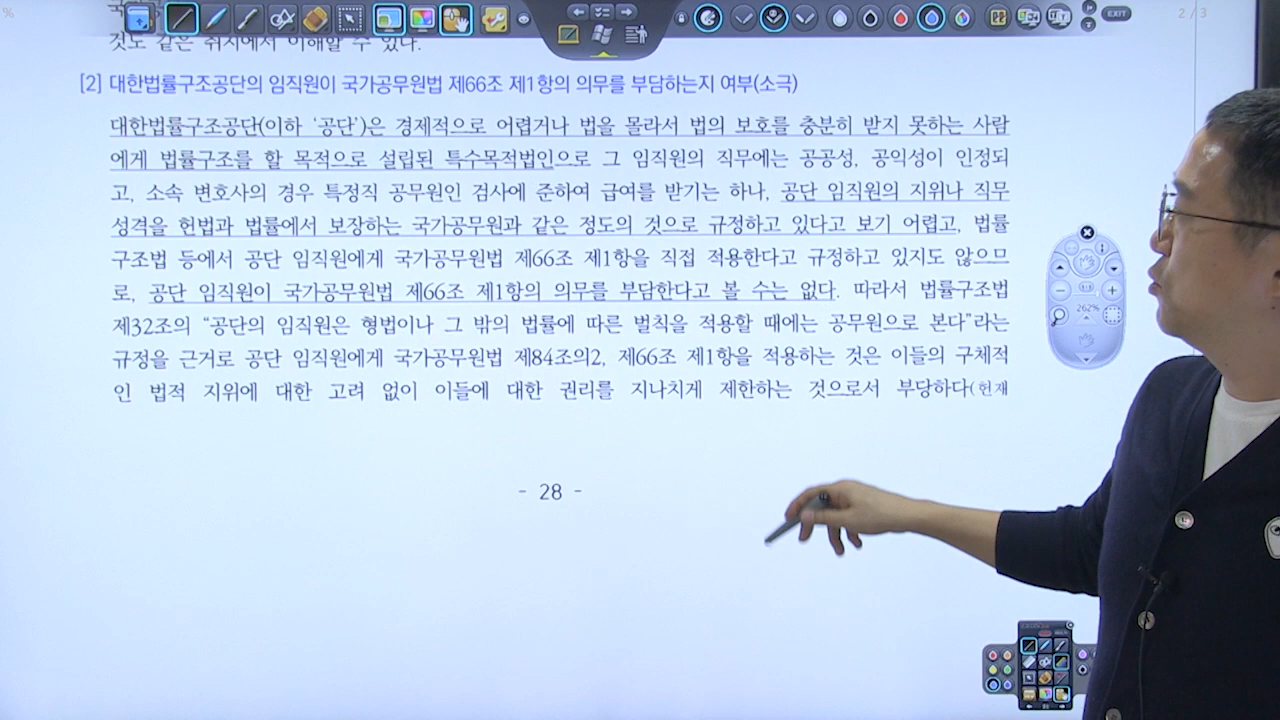 것도 같은 취지에서 이해할 수 있다.
[2] 대한법률구조공단의 임직원이 국가공무원법 제66조 제1항의 의무를 부담하는지 여부(소극)
대한법률구조공단(이하 ‘공단’)은 경제적으로 어렵거나 법을 몰라서 법의 보호를 충분히 받지 못하는 사람
에게 법률구조를 할 목적으로 설립된 특수목적법인으로 그 임직원의 직무에는 공공성, 공익성이 인정되
고, 소속 변호사의 경우 특정직 공무원인 검사에 준하여 급여를 받기는 하나, 공단 임직원의 지위나 직무
성격을 헌법과 법률에서 보장하는 국가공무원과 같은 정도의 것으로 규정하고 있다고 보기 어렵고, 법률
구조법 등에서 공단 임직원에게 국가공무원법 제66조 제1항을 직접 적용한다고 규정하고 있지도 않으므
로, 공단 임직원이 국가공무원법 제66조 제1항의 의무를 부담한다고 볼 수는 없다. 따라서 법률구조법
제32조의 “공단의 임직원은 형법이나 그 밖의 법률에 따른 벌칙을 적용할 때에는 공무원으로 본다”라는
규정을 근거로 공단 임직원에게 국가공무원법 제84조의2, 제66조 제1항을 적용하는 것은 이들의 구체적
인 법적 지위에 대한 고려 없이 이들에 대한 권리를 지나치게 제한하는 것으로서 부당하다(헌재
- 28 -
2 / 3
EXIT
262%
%